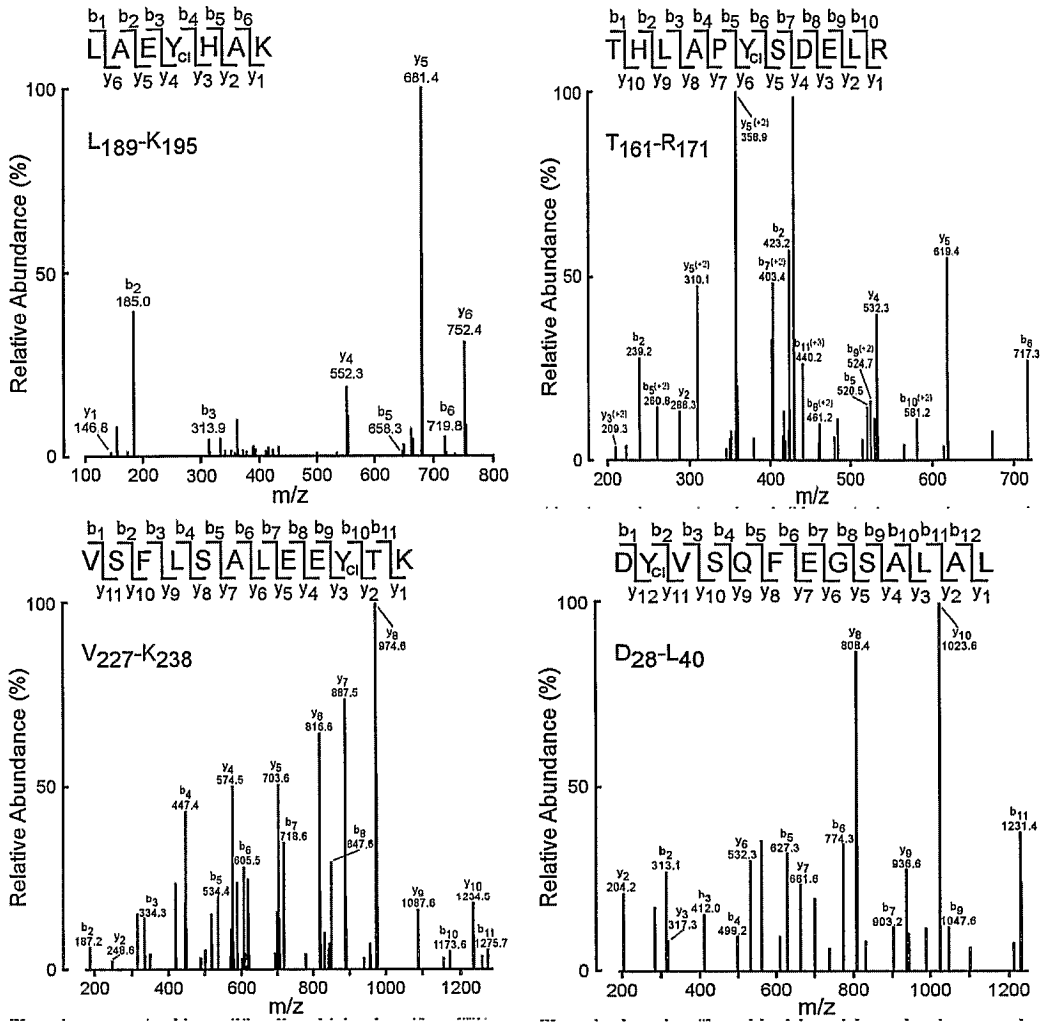 b1 b2 b3 b4 b5 b6
L A E YCl H A K
y6 y5 y4 y3 y2 y1
L189-K195
Relative Abundance (%)
100
50
0
y5
681.4
b2
185.0
y6
752.4
y4
552.3
y1
146.8
b3
313.9
b5
658.3
b6
719.8
100 200 300 400 500 600 700 800
m/z
b1 b2 b3 b4 b5 b6 b7 b8 b9 b10
T H L A P YCl S D E L R
y10 y9 y8 y7 y6 y5 y4 y3 y2 y1
T161-R171
Relative Abundance (%)
100
50
0
y5(+2)
358.9
b2
423.2
b7(+2)
403.4
y5(+2)
310.1
y5
619.4
y4
532.3
b11(+3)
440.2
b9(+2)
524.7
b5
520.5
b2
239.2
b5(+2)
260.8
y2
288.3
y3(+2)
209.3
b8(+2)
461.2
b10(+2)
581.2
b6
717.3
200 300 400 500 600 700
m/z
b1 b2 b3 b4 b5 b6 b7 b8 b9 b10 b11
V S F L S A L E E YCl T K
y11 y10 y9 y8 y7 y6 y5 y4 y3 y2 y1
V227-K238
Relative Abundance (%)
100
50
0
y8
974.6
y7
887.5
y6
816.6
y4
574.5
y5
703.6
b4
447.4
b7
718.6
b8
847.6
b6
605.5
b5
534.4
b3
334.3
b2
187.2
y2
248.6
y9
1087.6
y10
1234.5
b10
1173.6
b11
1275.7
200 400 600 800 1000 1200
m/z
b1 b2 b3 b4 b5 b6 b7 b8 b9 b10 b11 b12
D YCl V S Q F E G S A L A L
y12 y11 y10 y9 y8 y7 y6 y5 y4 y3 y2 y1
D28-L40
Relative Abundance (%)
100
50
0
y8
808.4
y10
1023.6
b11
1231.4
b6
774.3
y6
532.3
b5
627.3
y7
661.6
b2
313.1
y2
204.2
y3
317.3
b3
412.0
b4
499.2
y9
936.6
b7
903.2
b9
1047.6
200 400 600 800 1000 1200
m/z